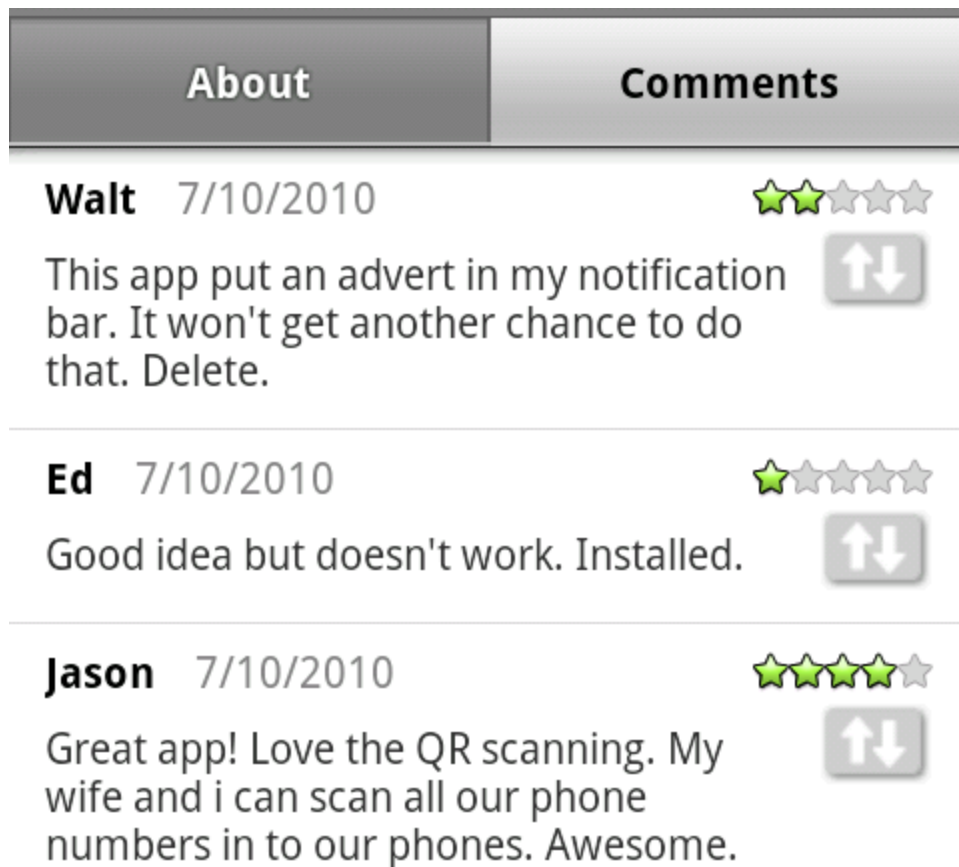 About Comments
Walt 7/10/2010
This app put an advert in my notification
bar. It won't get another chance to do
that. Delete.
Ed 7/10/2010
Good idea but doesn't work. Installed.
Jason 7/10/2010
Great app! Love the QR scanning. My
wife and i can scan all our phone
numbers in to our phones. Awesome.